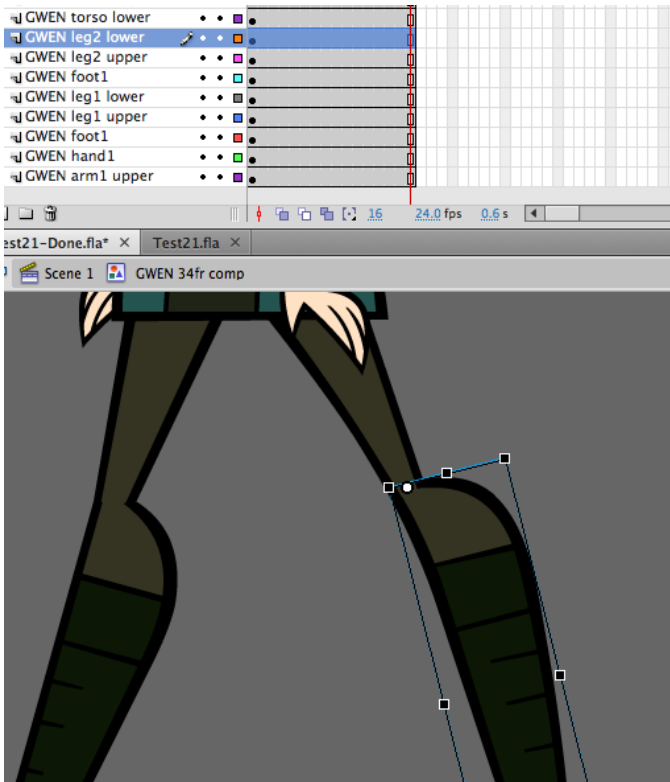 GWEN torso lower
GWEN leg2 lower
GWEN leg2 upper
GWEN foot1
GWEN leg1 lower
GWEN leg1 upper
GWEN foot1
GWEN hand1
GWEN arm1 upper
16 24.0 fps 0.6 s
est21-Done.fla* × Test21.fla ×
Scene 1 GWEN 34fr comp